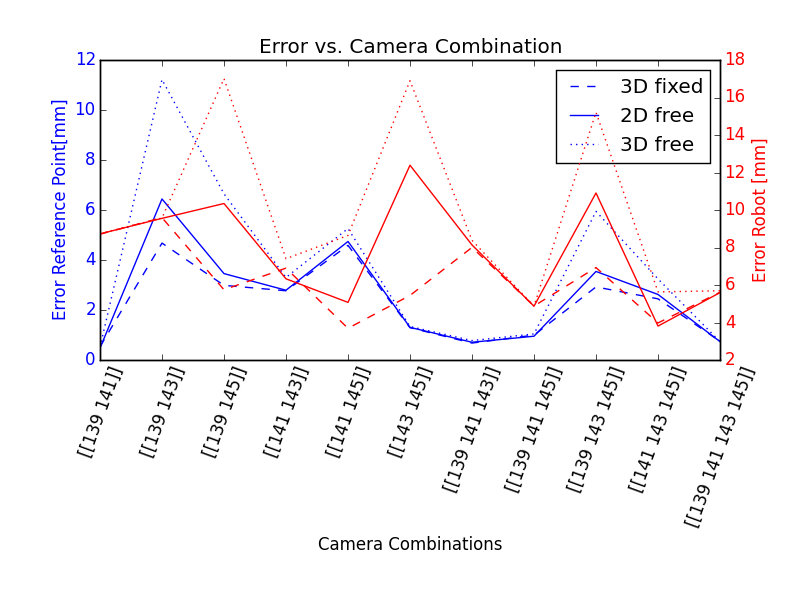 Error vs. Camera Combination
12
10
8
6
4
2
0
Error Reference Point[mm]
18
16
14
12
10
8
6
4
2
Error Robot [mm]
3D fixed
2D free
3D free
[[139 141]]
[[139 143]]
[[139 145]]
[[141 143]]
[[141 145]]
[[143 145]]
[[139 141 143]]
[[139 141 145]]
[[139 143 145]]
[[141 143 145]]
[[139 141 143 145]]
Camera Combinations